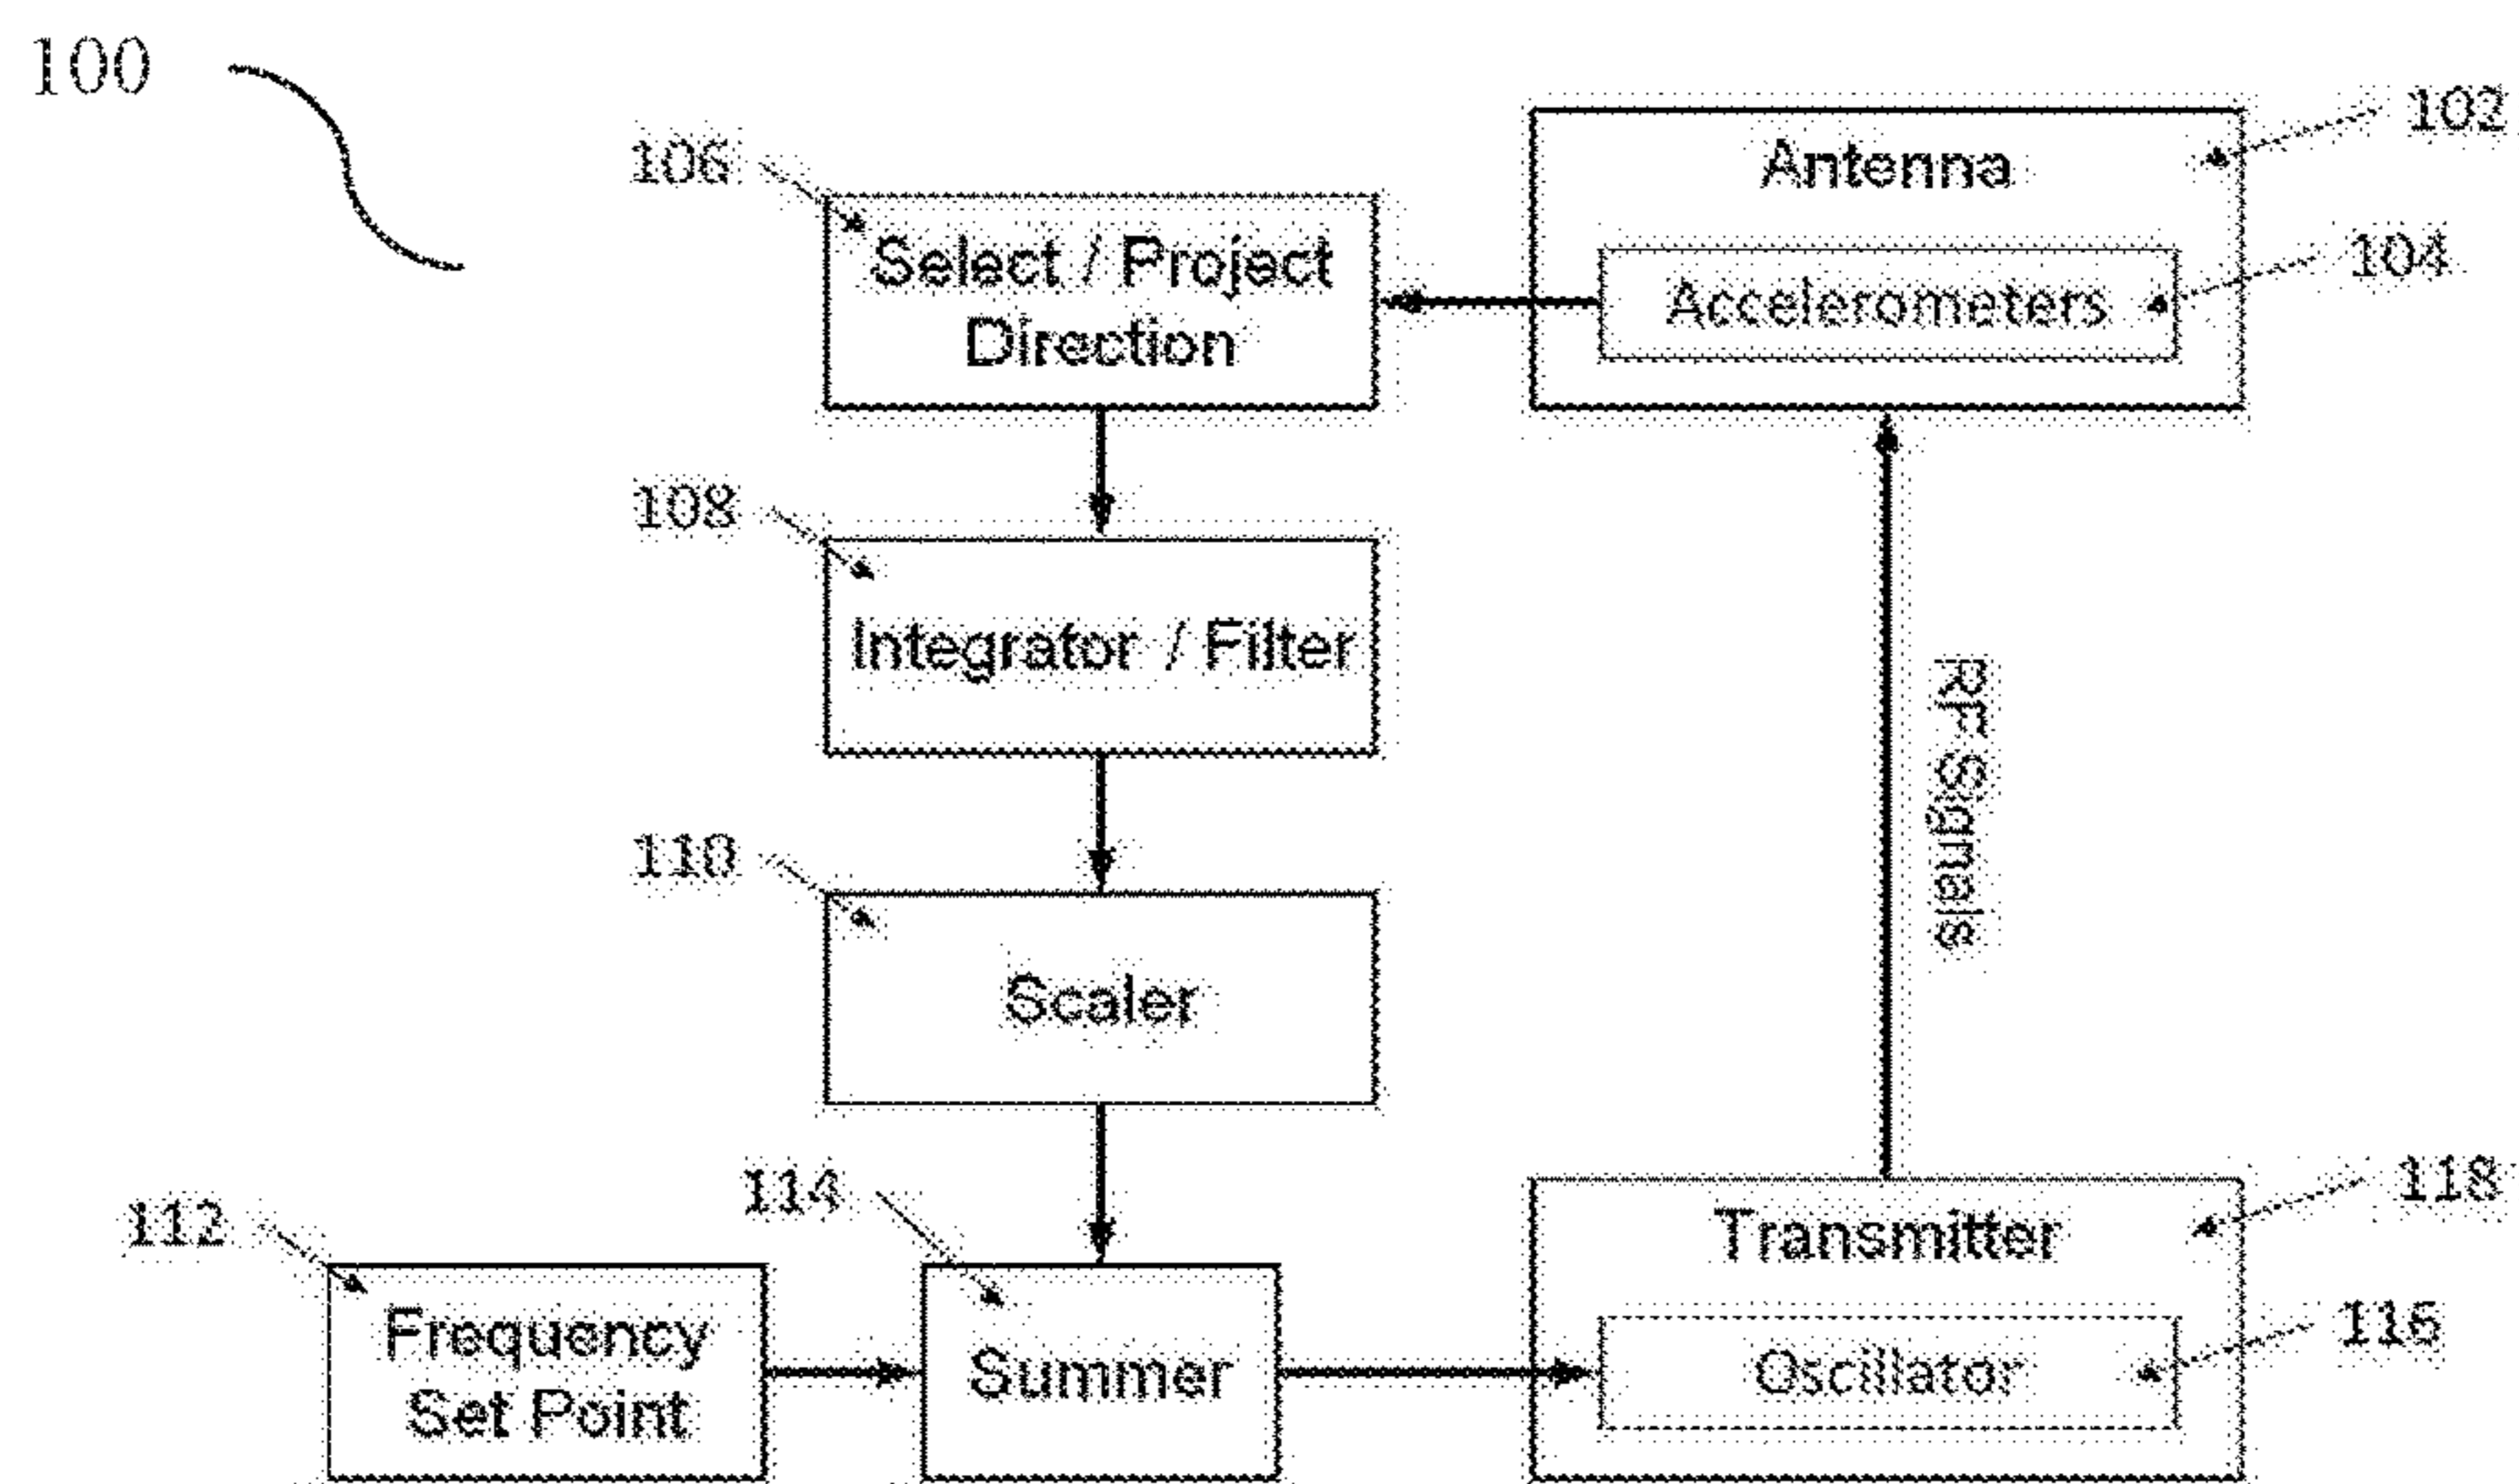 100
102
Antenna
106
104
Select / Project
Direction
Accelerometers
108
Integrator / Filter
RF Signals
110
Scaler
114
118
112
Transmitter
Frequency
Set Point
Summer
116
Oscillator